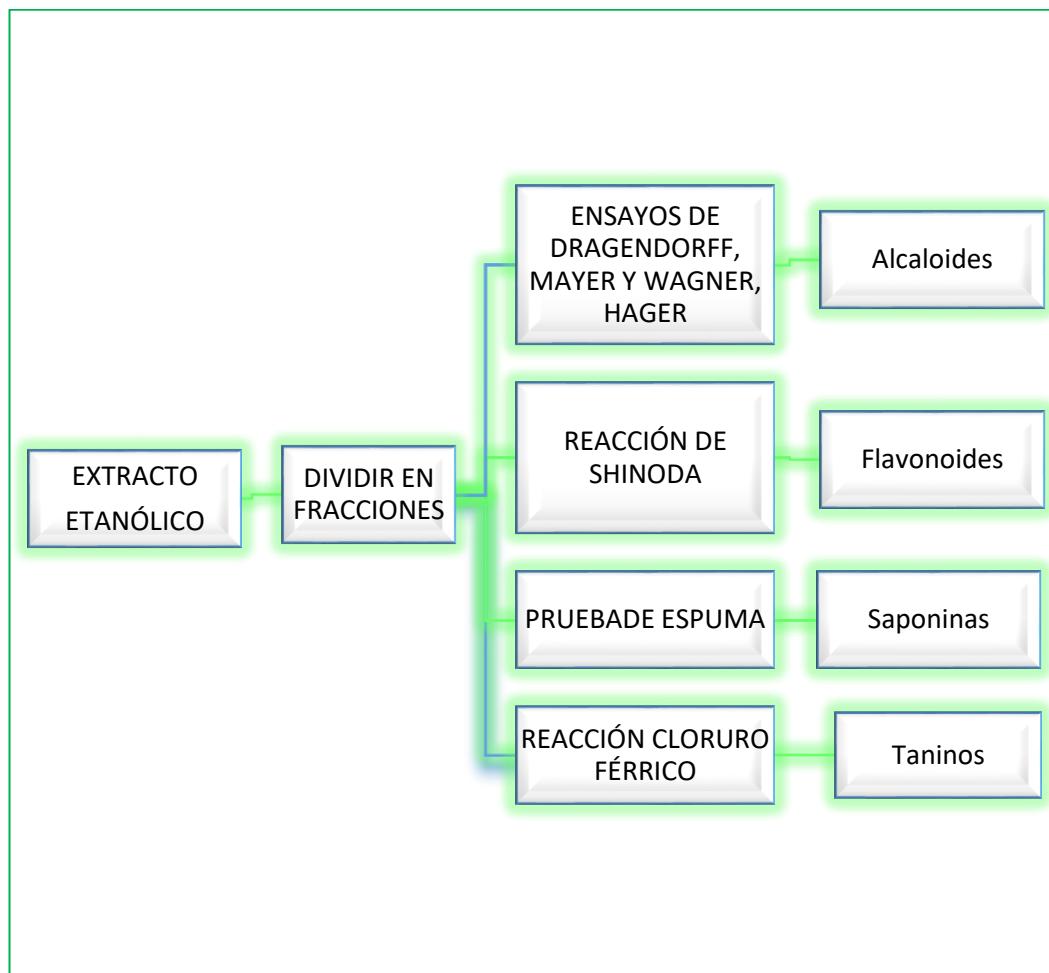 EXTRACTO
ETANÓLICO
DIVIDIR EN
FRACCIONES
ENSAYOS DE
DRAGENDORFF,
MAYER Y WAGNER,
HAGER
Alcaloides
REACCIÓN DE
SHINODA
Flavonoides
PRUEBADE ESPUMA
Saponinas
REACCIÓN CLORURO
FÉRRICO
Taninos